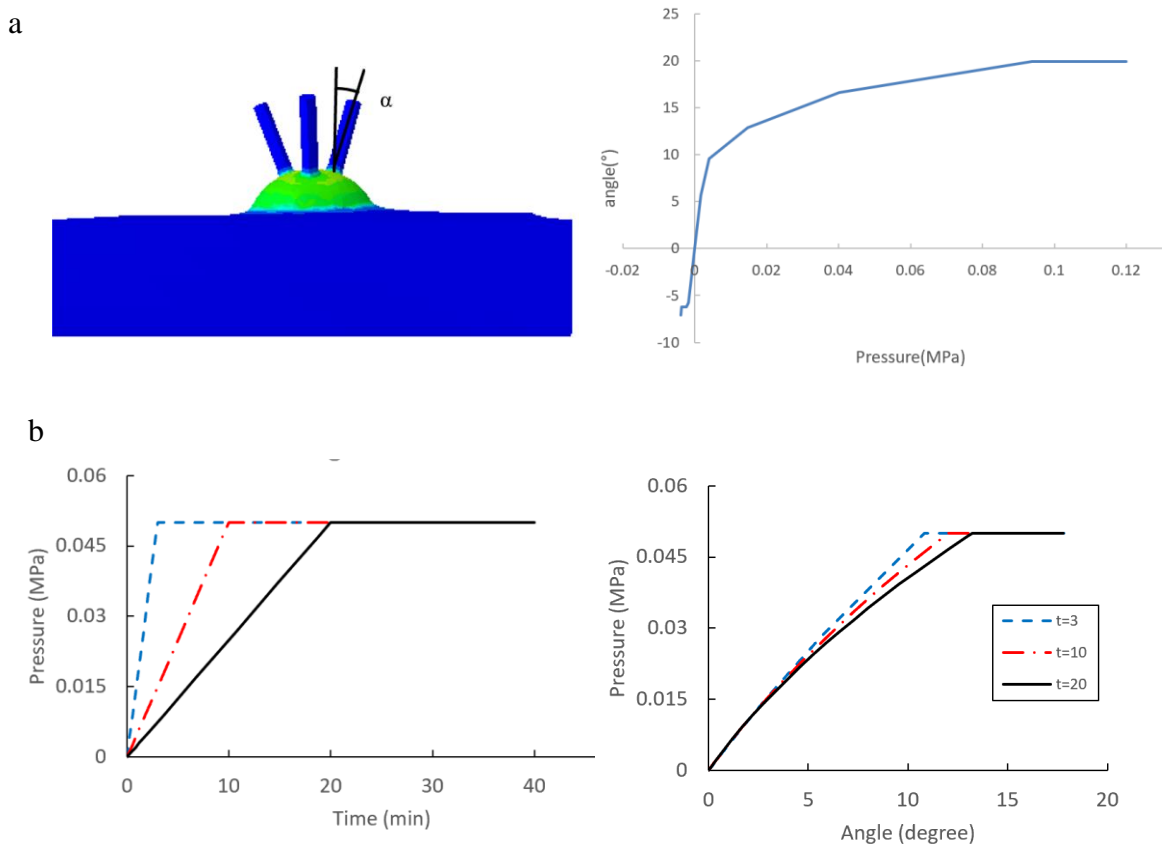 a
α
25
20
15
10
5
0
-5
-10
angle(°)
-0.02 0 0.02 0.04 0.06 0.08 0.1 0.12
Pressure(MPa)
b
0.06
0.045
0.03
0.015
0
Pressure (MPa)
0 10 20 30 40
Time (min)
0.06
0.045
0.03
0.015
0
Pressure (MPa)
t=3
t=10
t=20
0 5 10 15 20
Angle (degree)